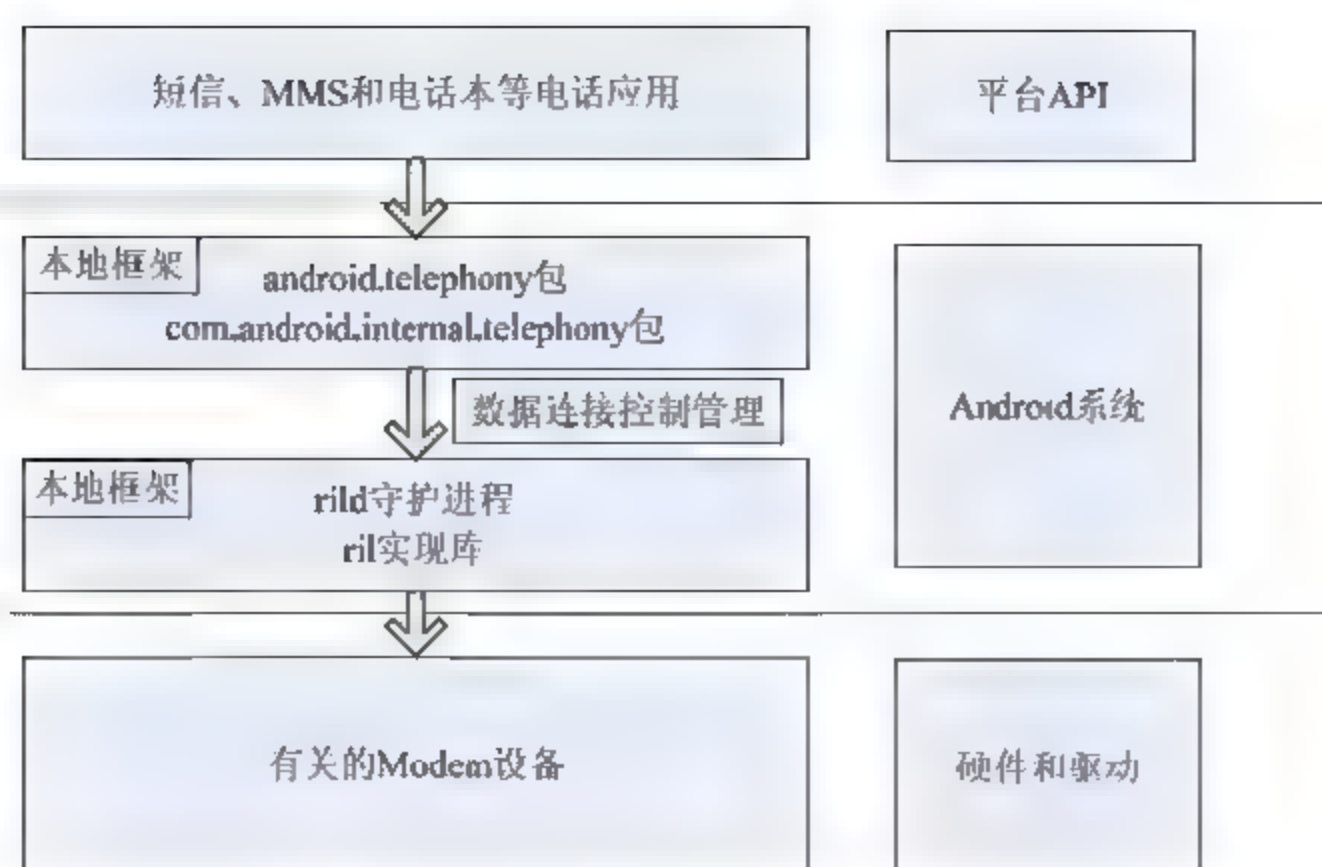 短信、MMS和电话本等电话应用
平台API
本地框架
android.telephony包
com.android.internal.telephony包
数据连接控制管理
Android系统
本地框架
rild守护进程
ril实现库
有关的Modem设备
硬件和驱动